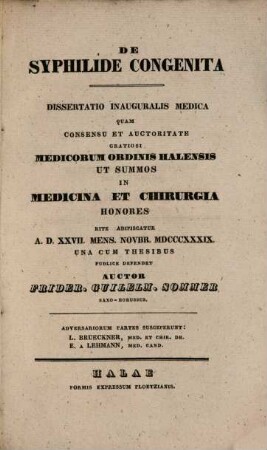 DE
SYPHILIDE CONGENITA
DISSERTATIO INAUGURALIS MEDICA
QUAM
CONSENSU ET AUCTORITATE
GRATIOSI
MEDICORUM ORDINIS HALENSIS
UT SUMMOS
IN
MEDICINA ET CHIRURGIA
HONORES
RITE ADIPISCATUR
A. D. XXVII. MENS. NOVBR. MDCCCXXXIX.
UNA CUM THESIBUS
PUBLICE DEFENDET
AUCTOR
FRIDER. GUILELM. SOMMER
SAXO-BORUSSUS.
ADVERSARIORUM PARTES SUSCIPERUNT:
L. BRUECKNER, MED. ET CHIR. DR.
E. A LEHMANN, MED. CAND.
HALAE
FORMIS EXPRESSUM PLOETZIANIS.